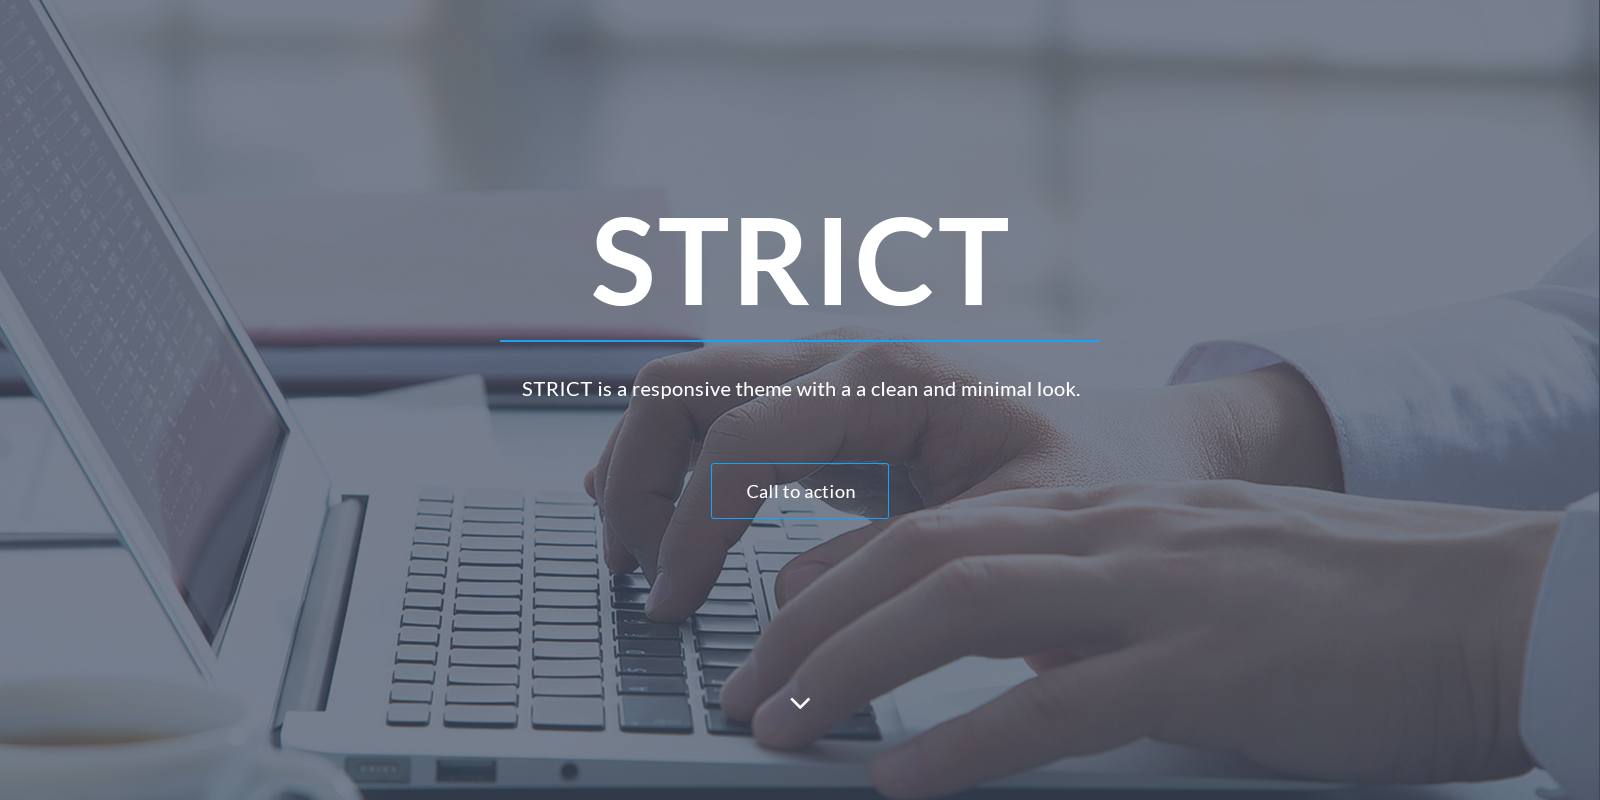 STRICT
STRICT is a responsive theme with a a clean and minimal look.
Call to action